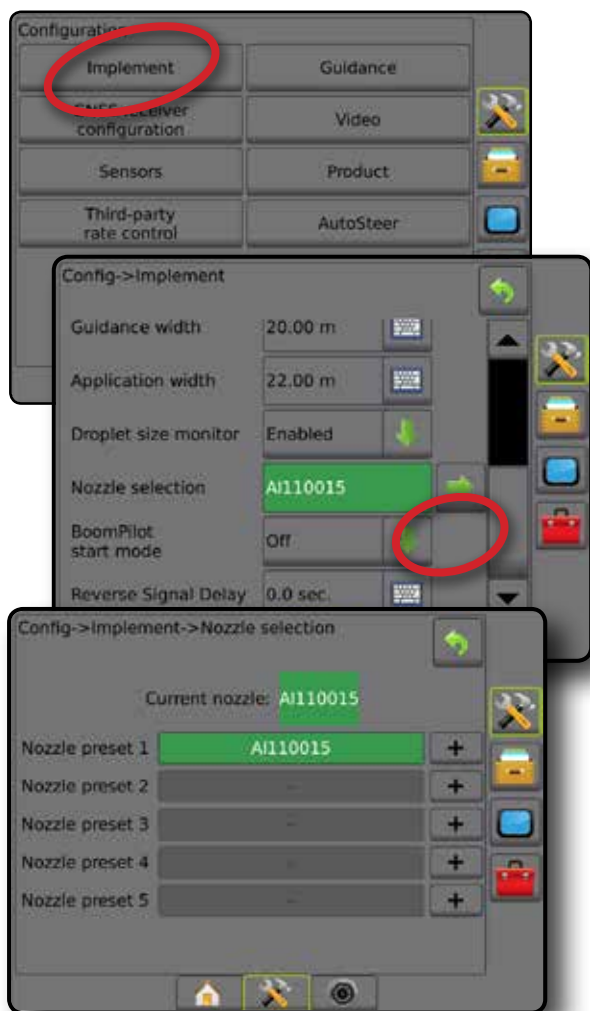 Configuration
Implement
Guidance
GNSS receiver
configuration
Video
Sensors
Product
Third-party
rate control
AutoSteer
Config->Implement
Guidance width
20.00 m
Application width
22.00 m
Droplet size monitor
Enabled
Nozzle selection
AI110015
BoomPilot
start mode
Off
Reverse Signal Delay
0.0 sec.
Config->Implement->Nozzle selection
Current nozzle: AI110015
Nozzle preset 1
AI110015
+
Nozzle preset 2
--
+
Nozzle preset 3
--
+
Nozzle preset 4
--
+
Nozzle preset 5
--
+